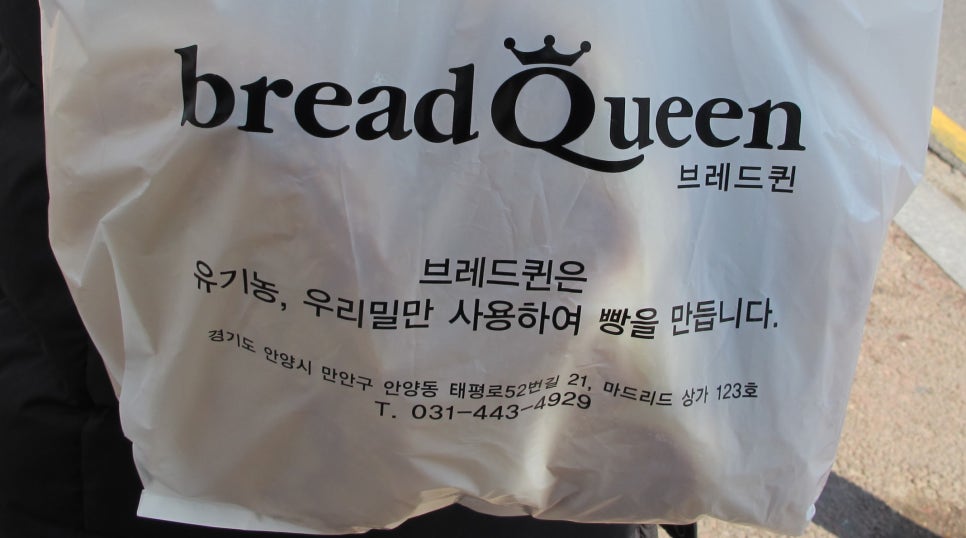 bread Queen
브레드퀸
브레드퀸은
유기농, 우리밀만 사용하여 빵을 만듭니다.
경기도 안양시 만안구 안양동 태평로52번길 21, 마드리드 상가 123호
T. 031-443-4929